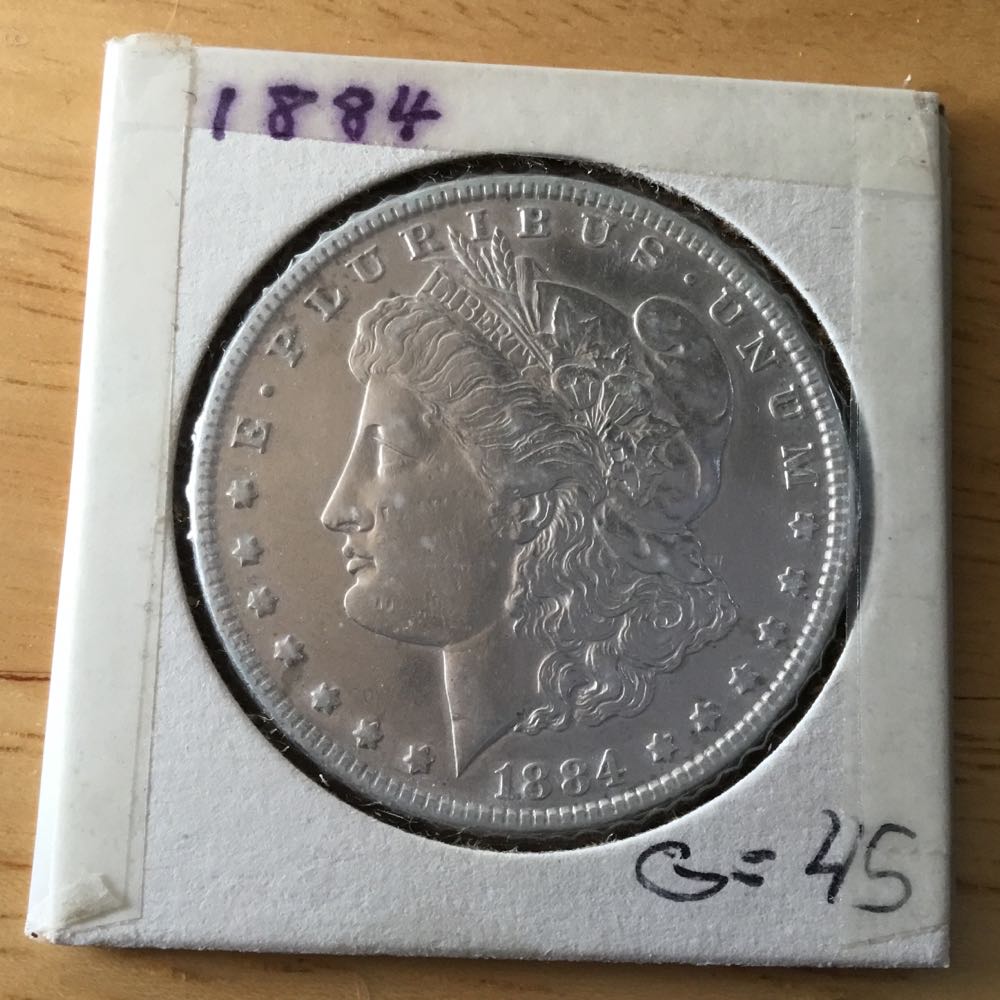 1884
E · PLURIBUS · UNUM
LIBERTY
1884
G=45